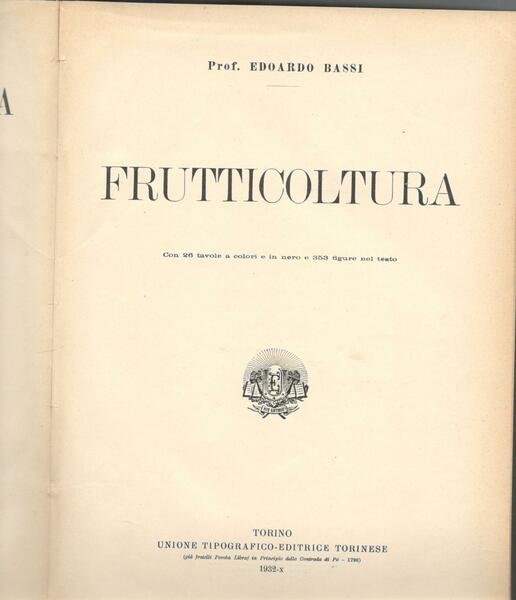 A
Prof. EDOARDO BASSI
FRUTTICOLTURA
Con 26 tavole a colori e in nero e 353 figure nel testo
TORINO
UNIONE TIPOGRAFICO-EDITRICE TORINESE
(già fratelli Pomba Librai in Principio della Contrada di Po – 1796)
1932-X